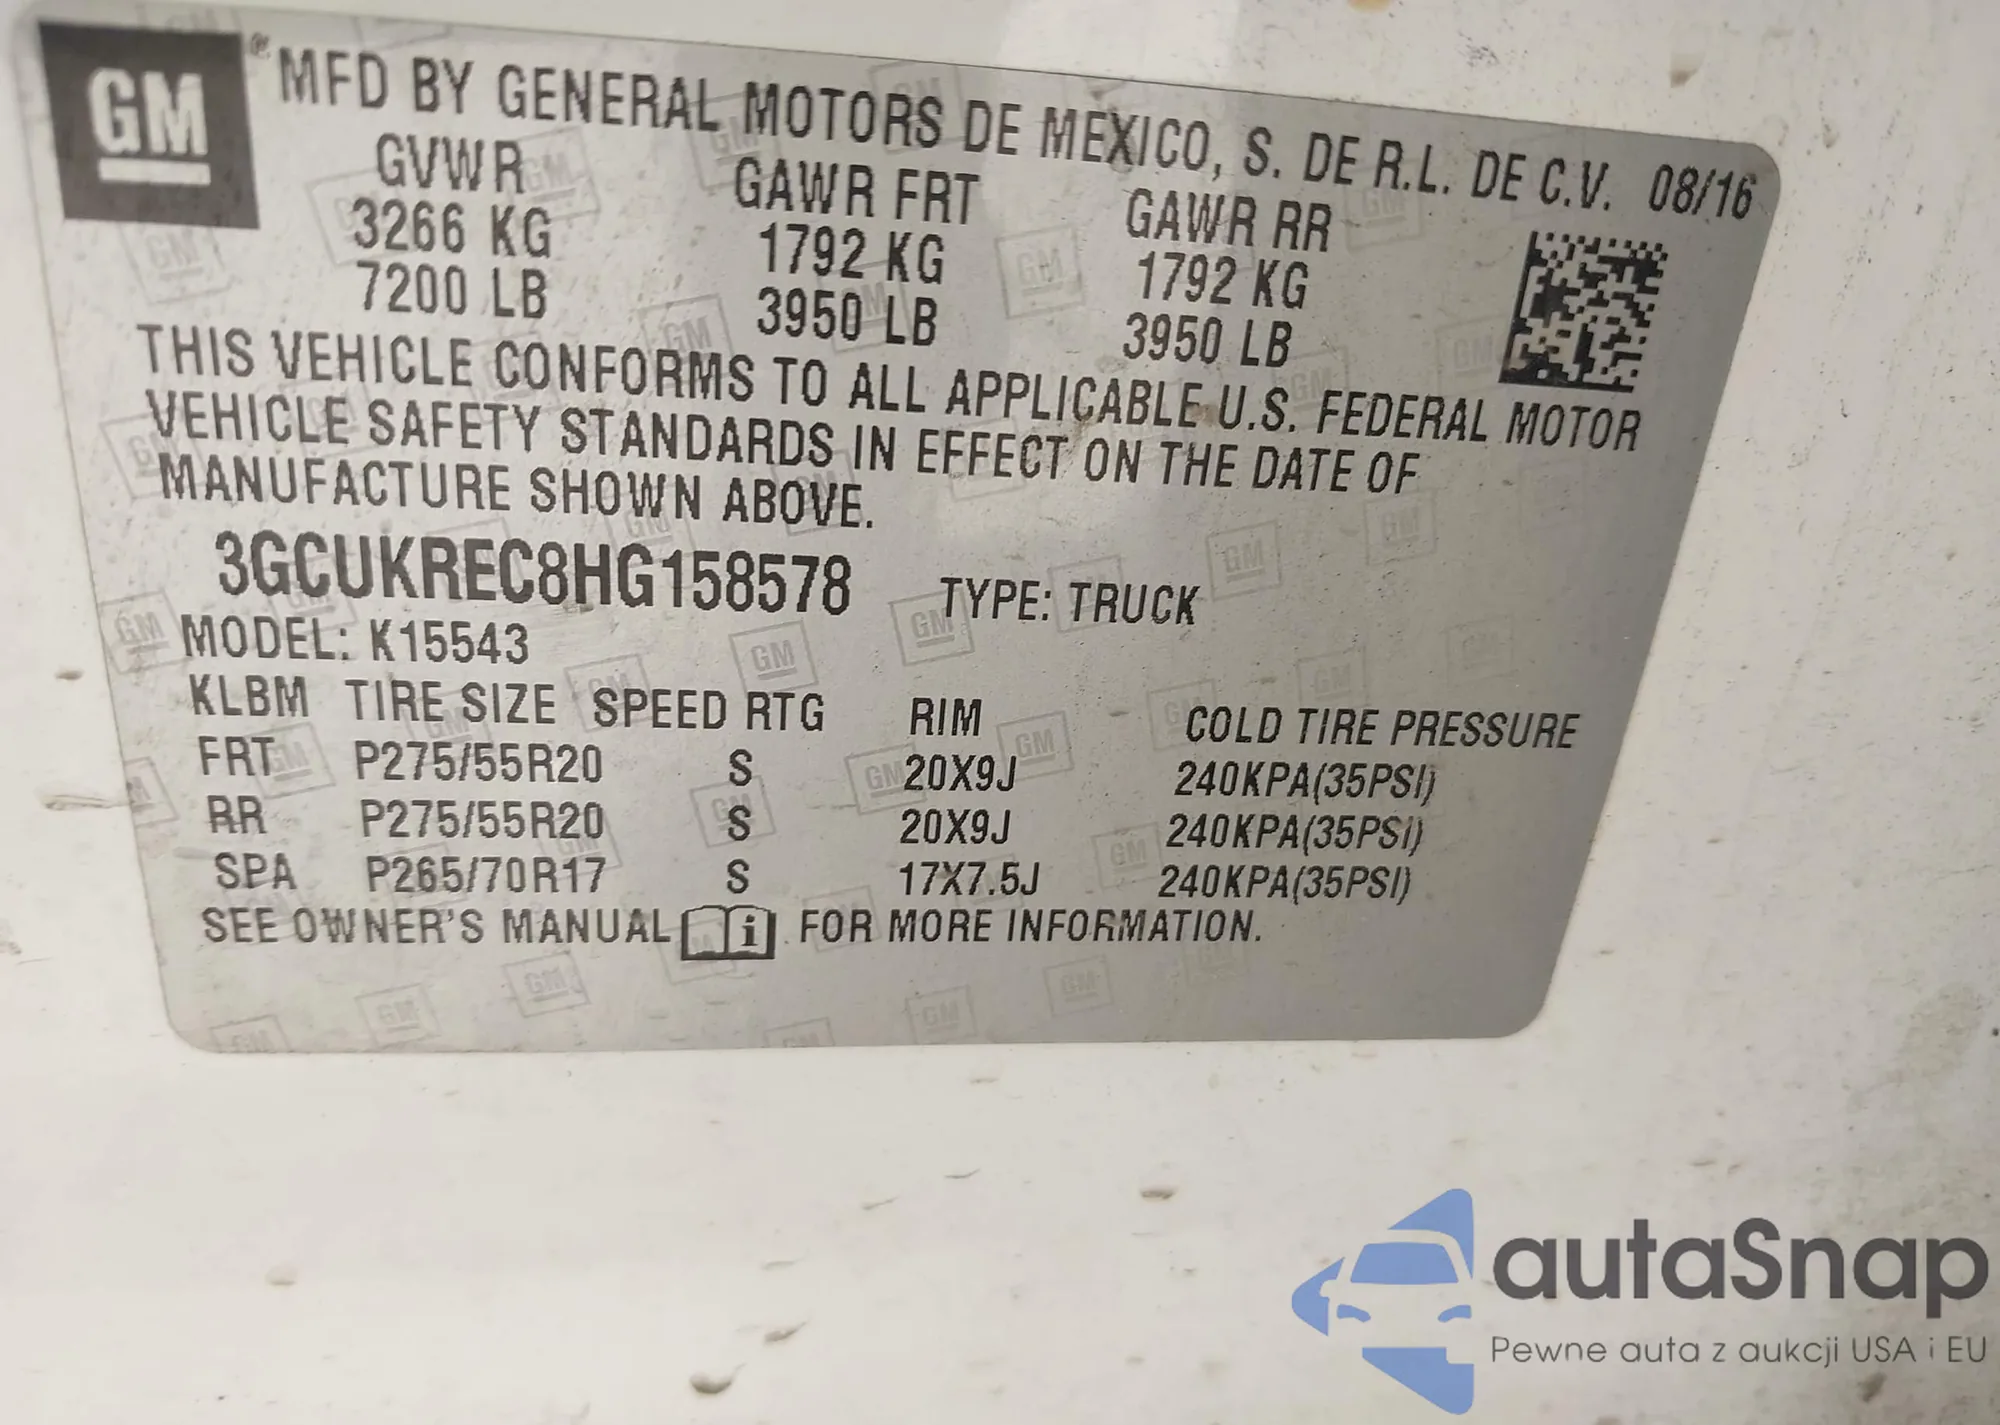 GM
® MFD BY GENERAL MOTORS DE MEXICO, S. DE R.L. DE C.V. 08/16
GVWR GAWR FRT GAWR RR
3266 KG 1792 KG 1792 KG
7200 LB 3950 LB 3950 LB
THIS VEHICLE CONFORMS TO ALL APPLICABLE U.S. FEDERAL MOTOR
VEHICLE SAFETY STANDARDS IN EFFECT ON THE DATE OF
MANUFACTURE SHOWN ABOVE.
3GCUKREC8HG158578 TYPE: TRUCK
MODEL: K15543
KLBM TIRE SIZE SPEED RTG RIM COLD TIRE PRESSURE
FRT P275/55R20 S 20X9J 240KPA(35PSI)
RR P275/55R20 S 20X9J 240KPA(35PSI)
SPA P265/70R17 S 17X7.5J 240KPA(35PSI)
SEE OWNER'S MANUAL i FOR MORE INFORMATION.
autaSnap
Pewne auta z aukcji USA i EU